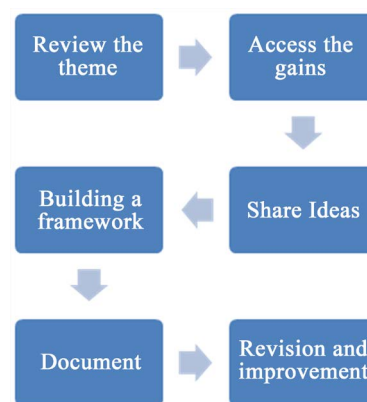 Review the
theme
Access the
gains
Share Ideas
Building a
framework
Document
Revision and
improvement